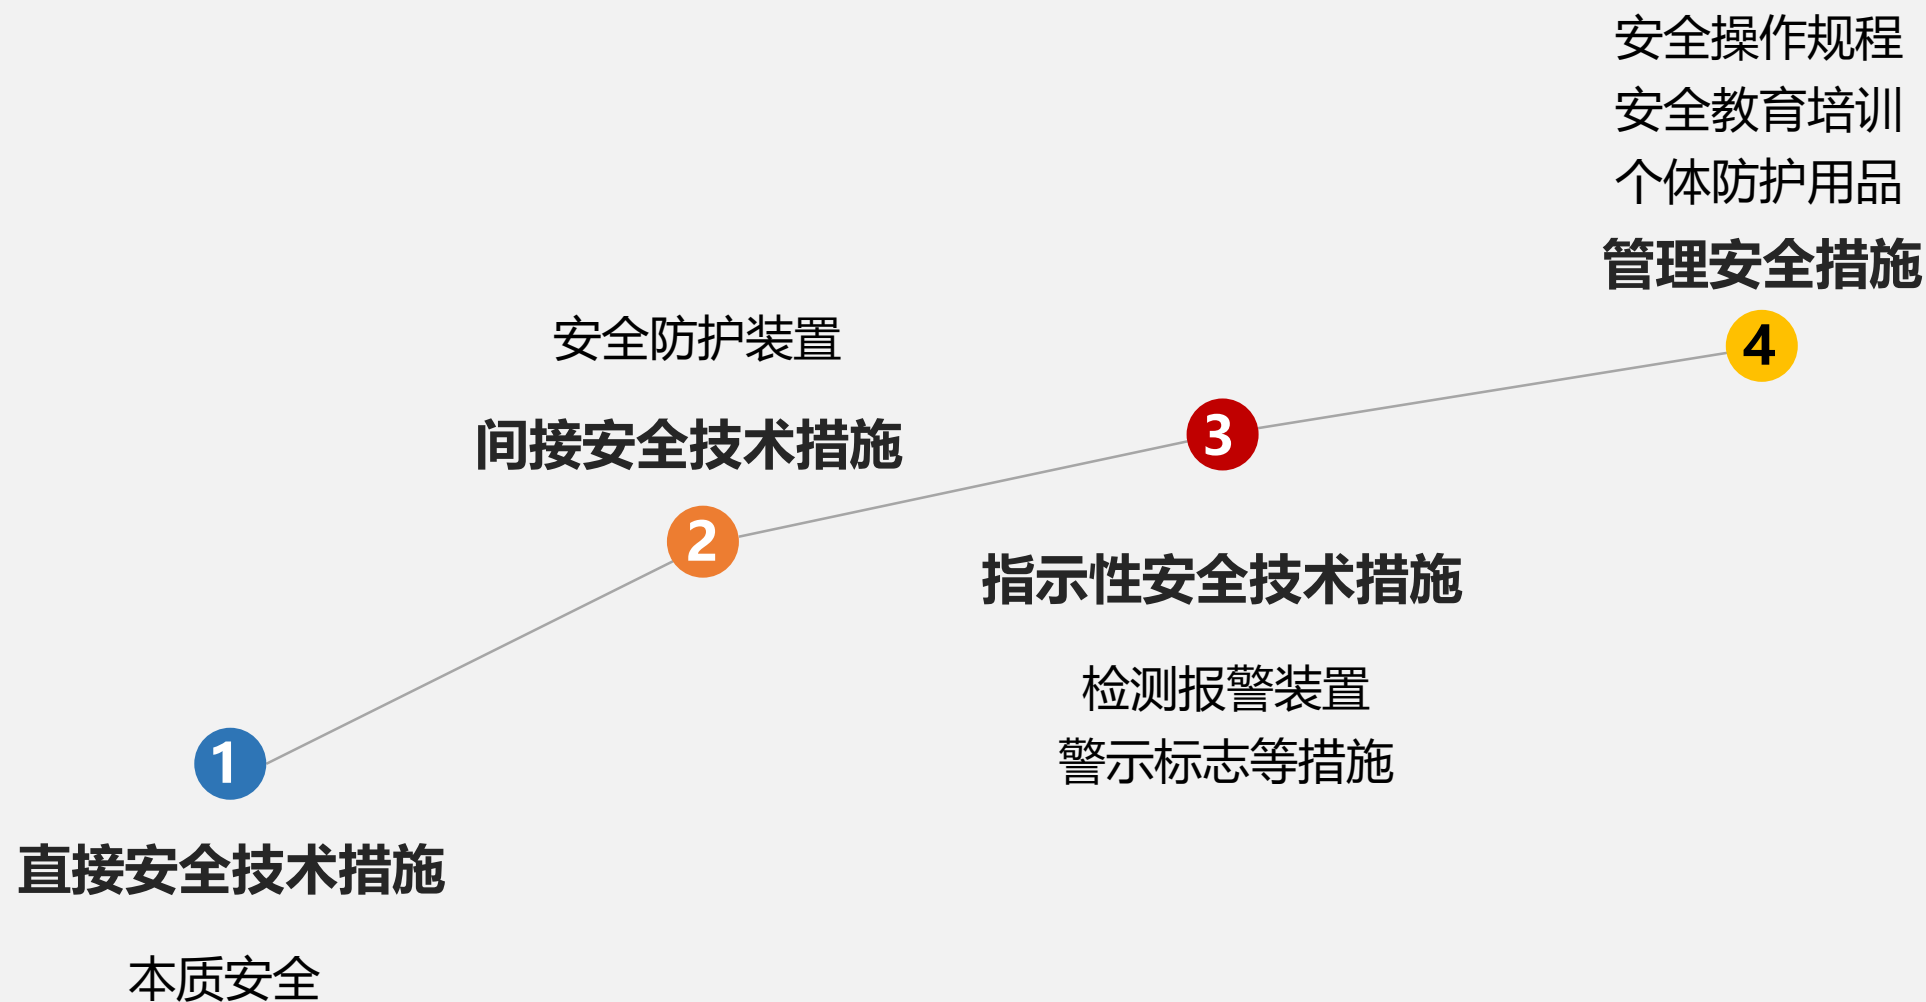 1
直接安全技术措施
本质安全
安全防护装置
间接安全技术措施
2
3
指示性安全技术措施
检测报警装置
警示标志等措施
安全操作规程
安全教育培训
个体防护用品
管理安全措施
4